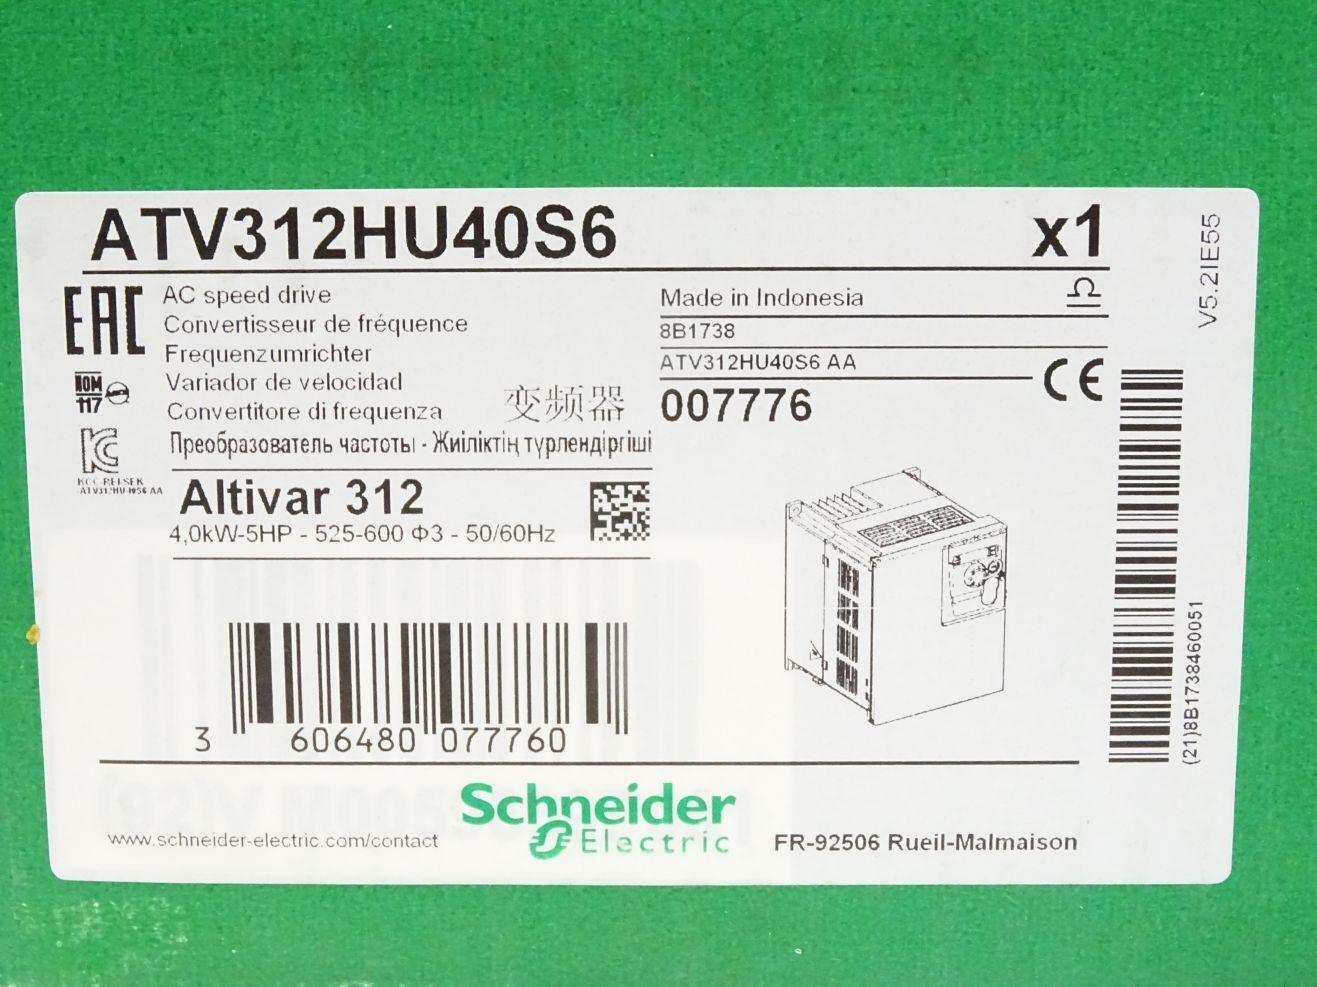 ATV312HU40S6
x1
EAC
AC speed drive
Convertisseur de fréquence
Frequenzumrichter
Variador de velocidad
Convertitore di frequenza
变频器
Преобразователь частоты - Жиіліктің түрлендіргіші
NOM
117
Altivar 312
4,0kW-5HP - 525-600 Φ3 - 50/60Hz
Made in Indonesia
8B1738
ATV312HU40S6 AA
007776
CE
V5.2IE55
(21)8B1738460051
3 606480 077760
Schneider
Electric
www.schneider-electric.com/contact
FR-92506 Rueil-Malmaison